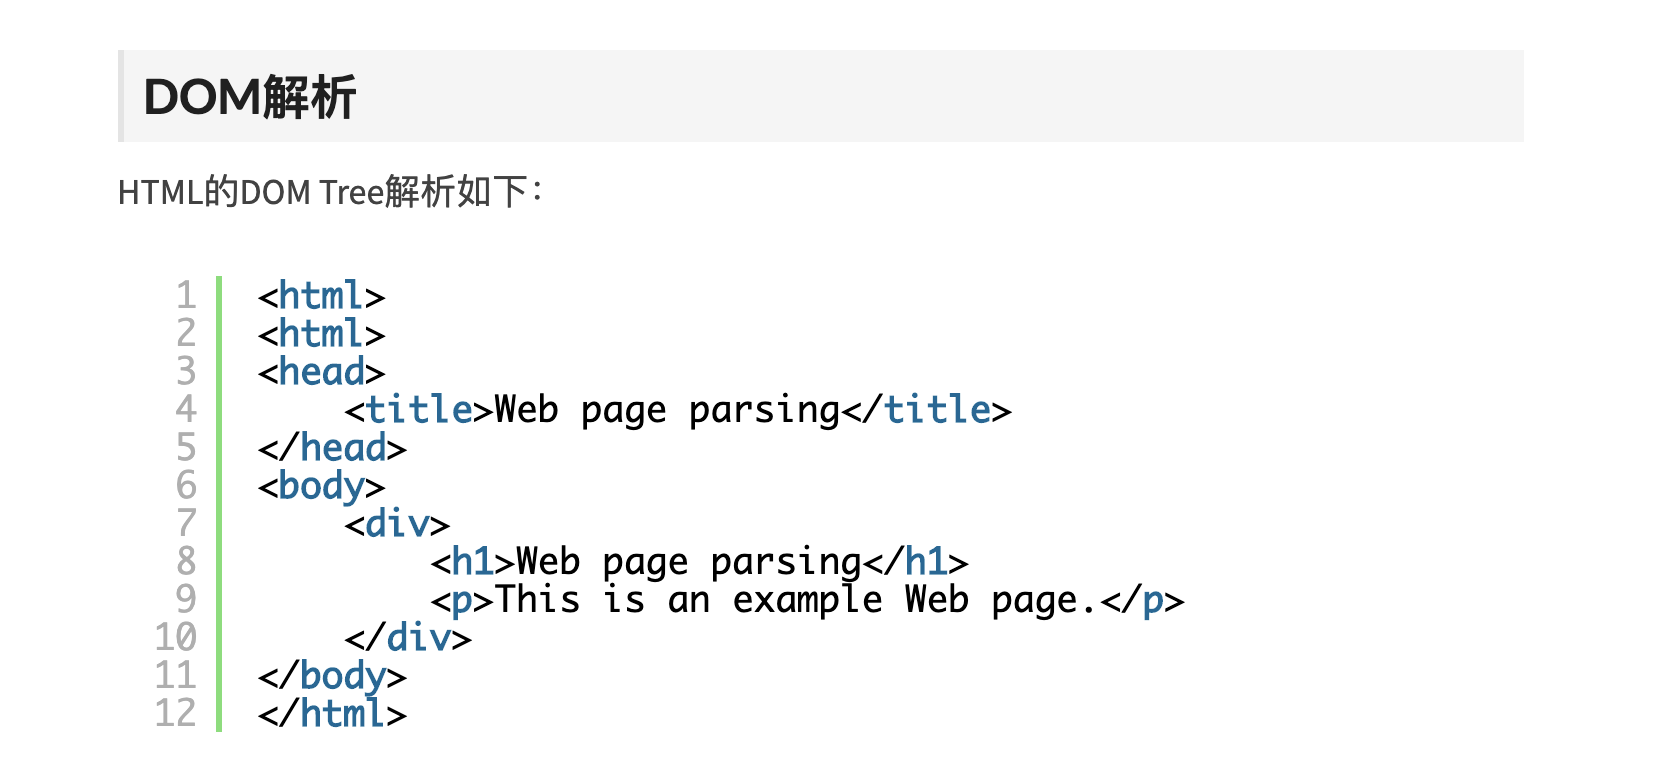 DOM解析
HTML的DOM Tree解析如下：
1 <html>
2 <html>
3 <head>
4     <title>Web page parsing</title>
5 </head>
6 <body>
7     <div>
8         <h1>Web page parsing</h1>
9         <p>This is an example Web page.</p>
10     </div>
11 </body>
12 </html>